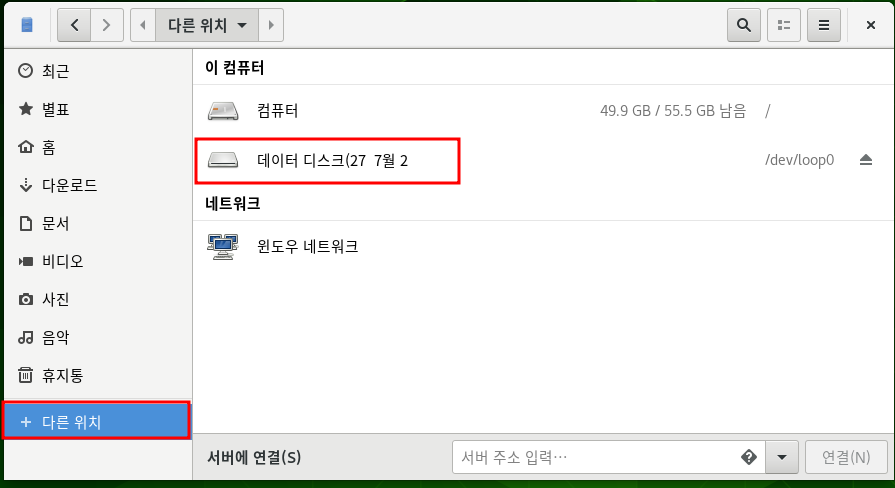 다른 위치
최근
별표
홈
다운로드
문서
비디오
사진
음악
휴지통
+ 다른 위치
이 컴퓨터
컴퓨터 49.9 GB / 55.5 GB 남음 /
데이터 디스크(27 7월 2 /dev/loop0
네트워크
윈도우 네트워크
서버에 연결(S) 서버 주소 입력… 연결(N)